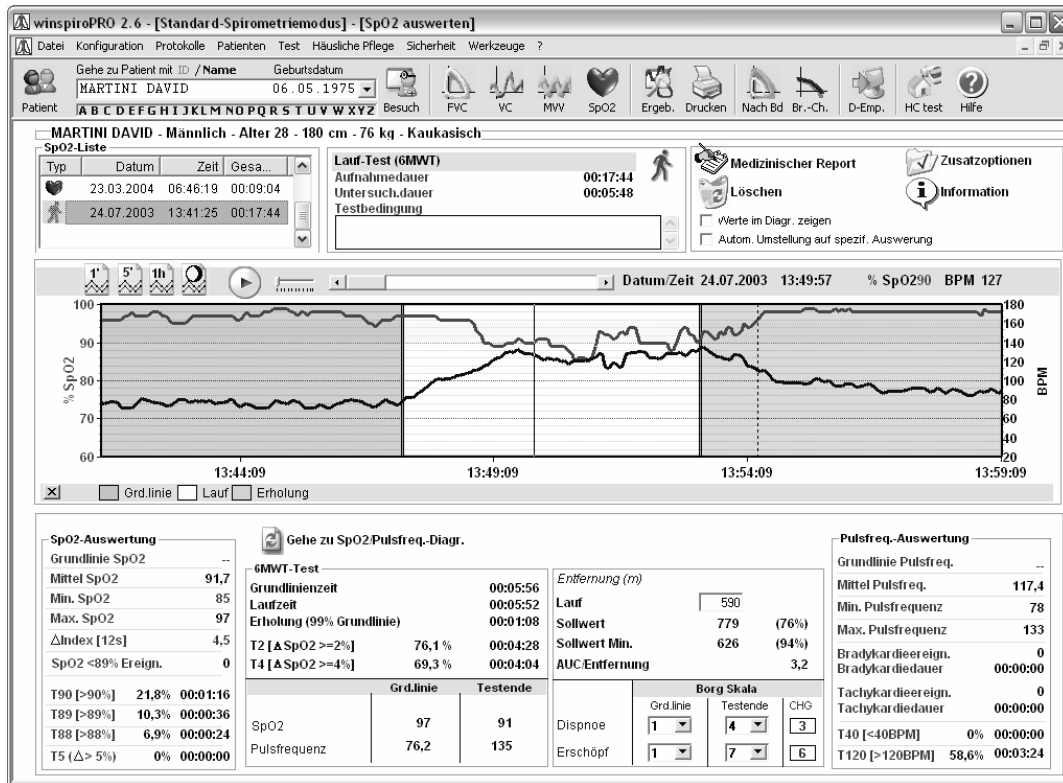 winspiroPRO 2.6 - [Standard-Spirometriemodus] - [SpO2 auswerten]
Datei Konfiguration Protokolle Patienten Test Häusliche Pflege Sicherheit Werkzeuge ?
Gehe zu Patient mit ID / Name Geburtsdatum
MARTINI DAVID 06.05.1975
A B C D E F G H I J K L M N O P Q R S T U V W X Y Z
Patient Besuch FVC VC MVV SpO2 Ergeb. Drucken Nach Bd Br.-Ch. D-Emp. HC test Hilfe
MARTINI DAVID - Männlich - Alter 28 - 180 cm - 76 kg - Kaukasisch
SpO2-Liste
Typ Datum Zeit Gesa...
23.03.2004 06:46:19 00:09:04
24.07.2003 13:41:25 00:17:44
Lauf-Test (6MWT)
Aufnahmedauer 00:17:44
Untersuch.dauer 00:05:48
Testbedingung
Medizinischer Report Zusatzoptionen
Löschen Information
Werte im Diagr. zeigen
Autom. Umstellung auf spezif. Auswerung
1' 5' 1h
Datum/Zeit 24.07.2003 13:49:57 % SpO290 BPM 127
100 180
160
90 140
120
80 100
80
70 60
40
60 20
% SpO2
BPM
13:44:09 13:49:09 13:54:09 13:59:09
Grd.linie Lauf Erholung
SpO2-Auswertung
Grundlinie SpO2 --
Mittel SpO2 91,7
Min. SpO2 85
Max. SpO2 97
ΔIndex [12s] 4,5
SpO2 <89% Ereign. 0
T90 [>90%] 21,8% 00:01:16
T89 [>89%] 10,3% 00:00:36
T88 [>88%] 6,9% 00:00:24
T5 (Δ> 5%) 0% 00:00:00
Gehe zu SpO2/Pulsfreq.-Diagr.
6MWT-Test
Grundlinienzeit 00:05:56
Laufzeit 00:05:52
Erholung (99% Grundlinie) 00:01:08
T2 [Δ SpO2 >=2%] 76,1 % 00:04:28
T4 [Δ SpO2 >=4%] 69,3 % 00:04:04
Grd.linie Testende
SpO2 97 91
Pulsfrequenz 76,2 135
Entfernung (m)
Lauf 590
Sollwert 779 (76%)
Sollwert Min. 626 (94%)
AUC/Entfernung 3,2
Borg Skala
Grd.linie Testende CHG
Dispnoe 1 4 3
Erschöpf 1 7 6
Pulsfreq.-Auswertung
Grundlinie Pulsfreq. --
Mittel Pulsfreq. 117,4
Min. Pulsfrequenz 78
Max. Pulsfrequenz 133
Bradykardieereign. 0
Bradykardiedauer 00:00:00
Tachykardieereign. 0
Tachykardiedauer 00:00:00
T40 [<40BPM] 0% 00:00:00
T120 [>120BPM] 58,6% 00:03:24